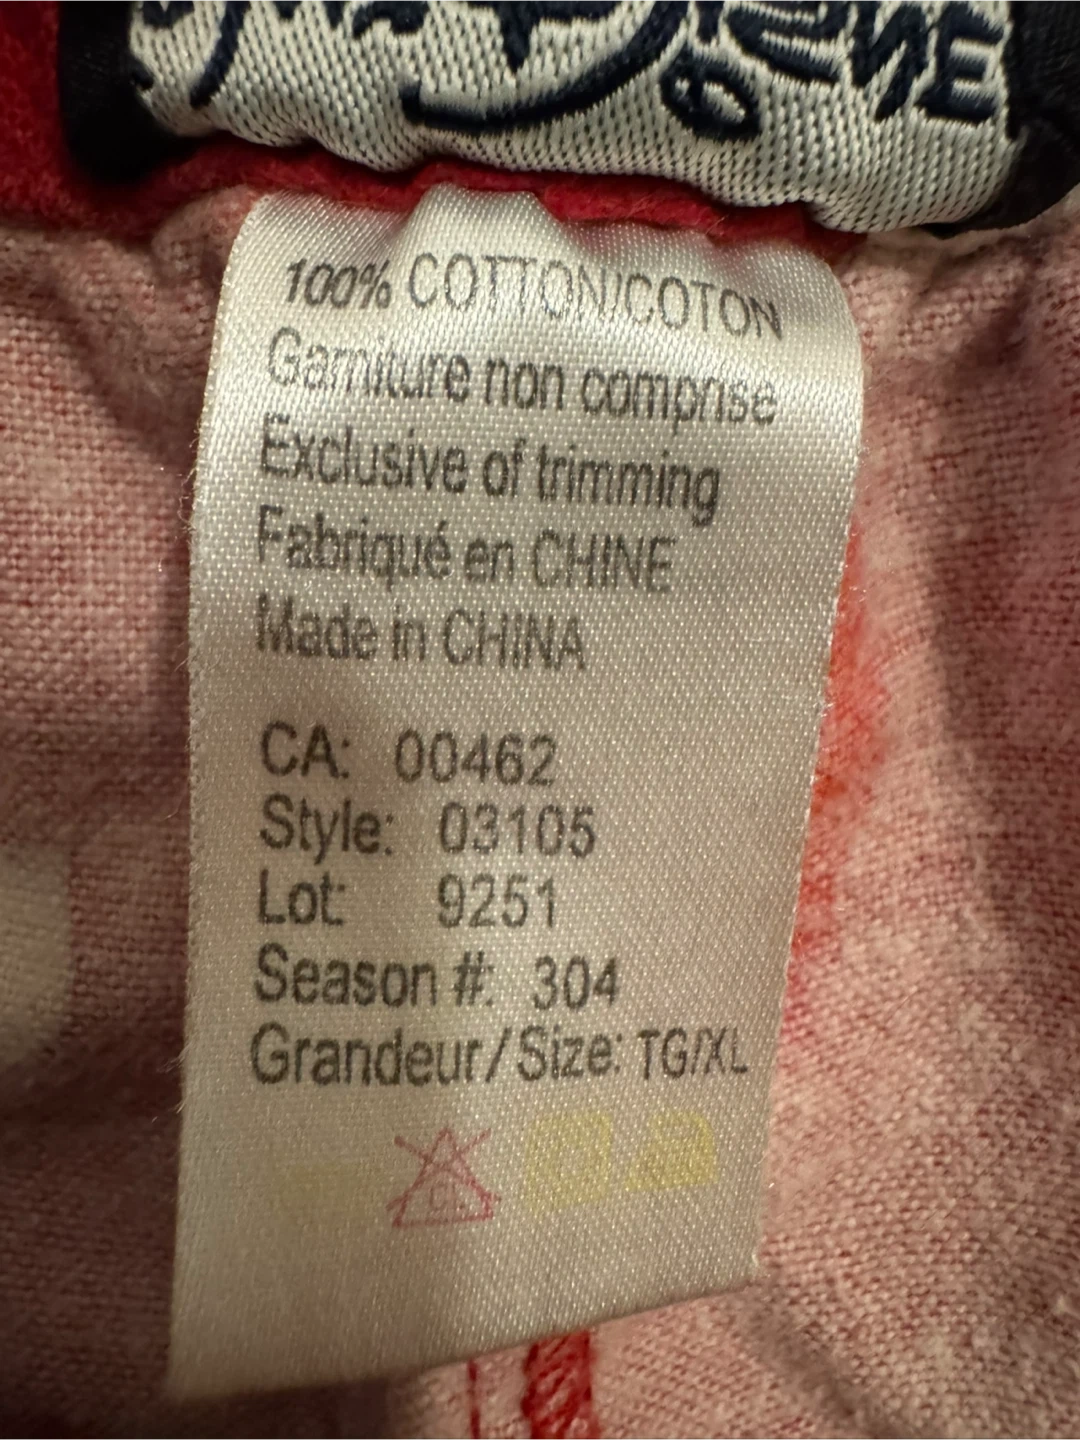 100% COTTON/COTON
Garniture non comprise
Exclusive of trimming
Fabriqué en CHINE
Made in CHINA
CA: 00462
Style: 03105
Lot: 9251
Season #: 304
Grandeur/Size: TG/XL
CL